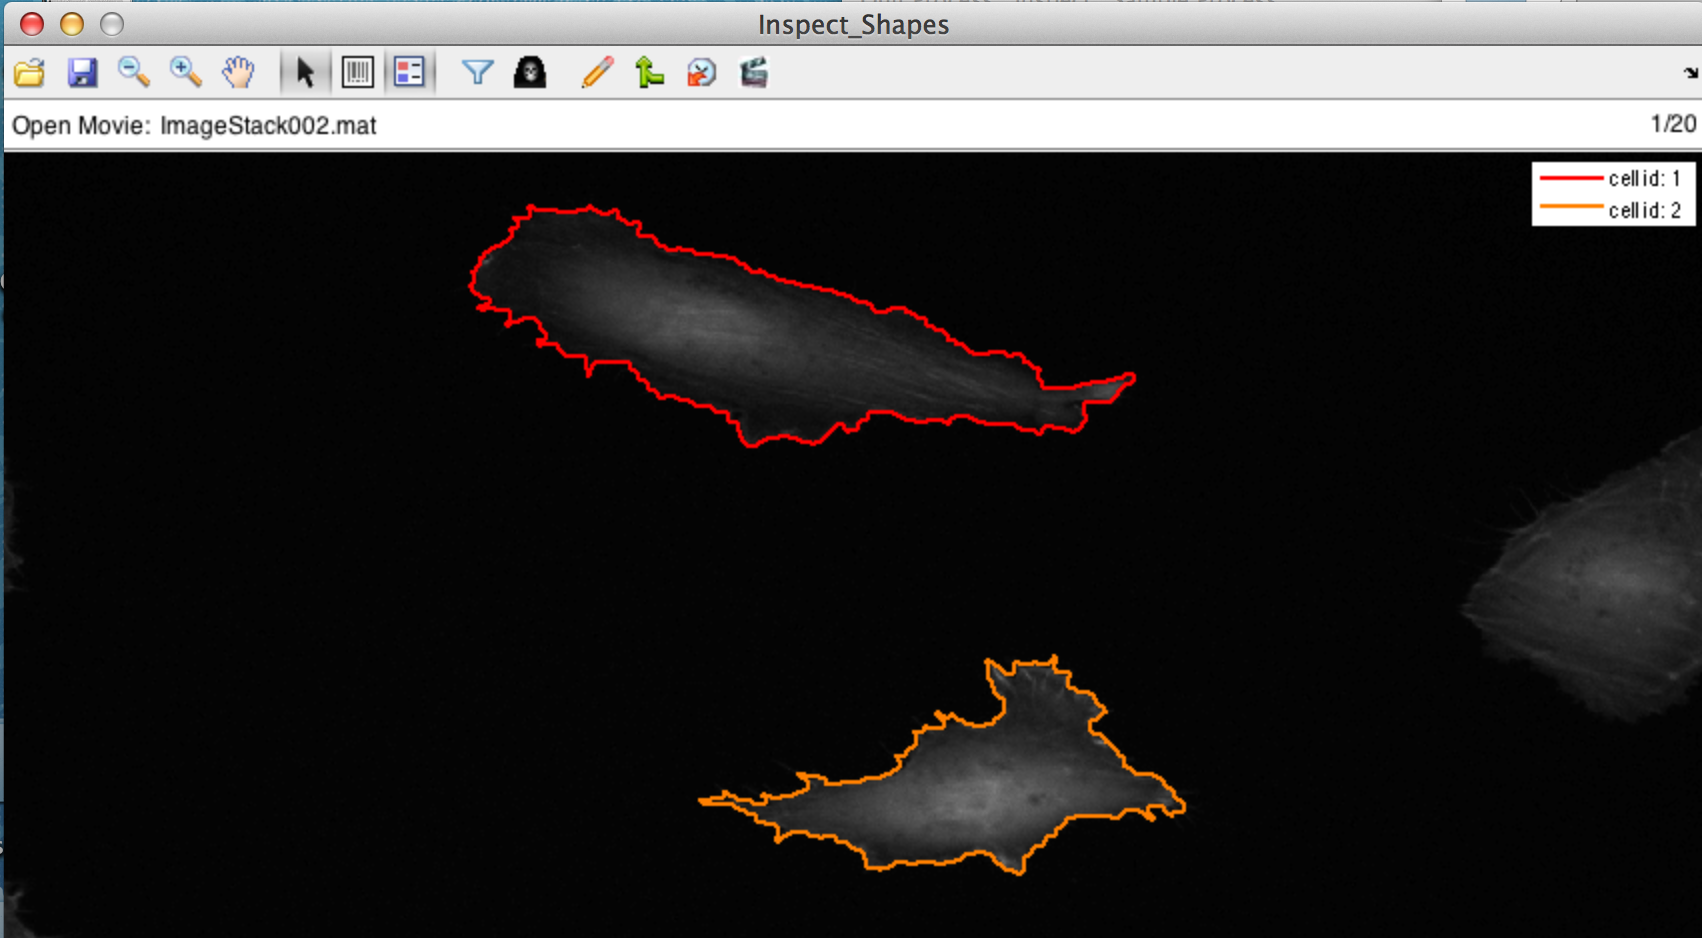 Inspect_Shapes
Open Movie: ImageStack002.mat
1/20
cell id: 1
cell id: 2